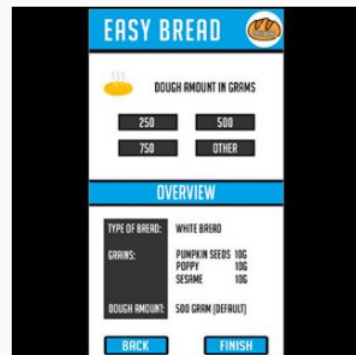 EASY BREAD
DOUGH AMOUNT IN GRAMS
250 500
750 OTHER
OVERVIEW
TYPE OF BREAD: WHITE BREAD
GRAINS: PUMPKIN SEEDS 10G
POPPY 10G
SESAME 10G
DOUGH AMOUNT: 500 GRAM (DEFAULT)
BACK FINISH